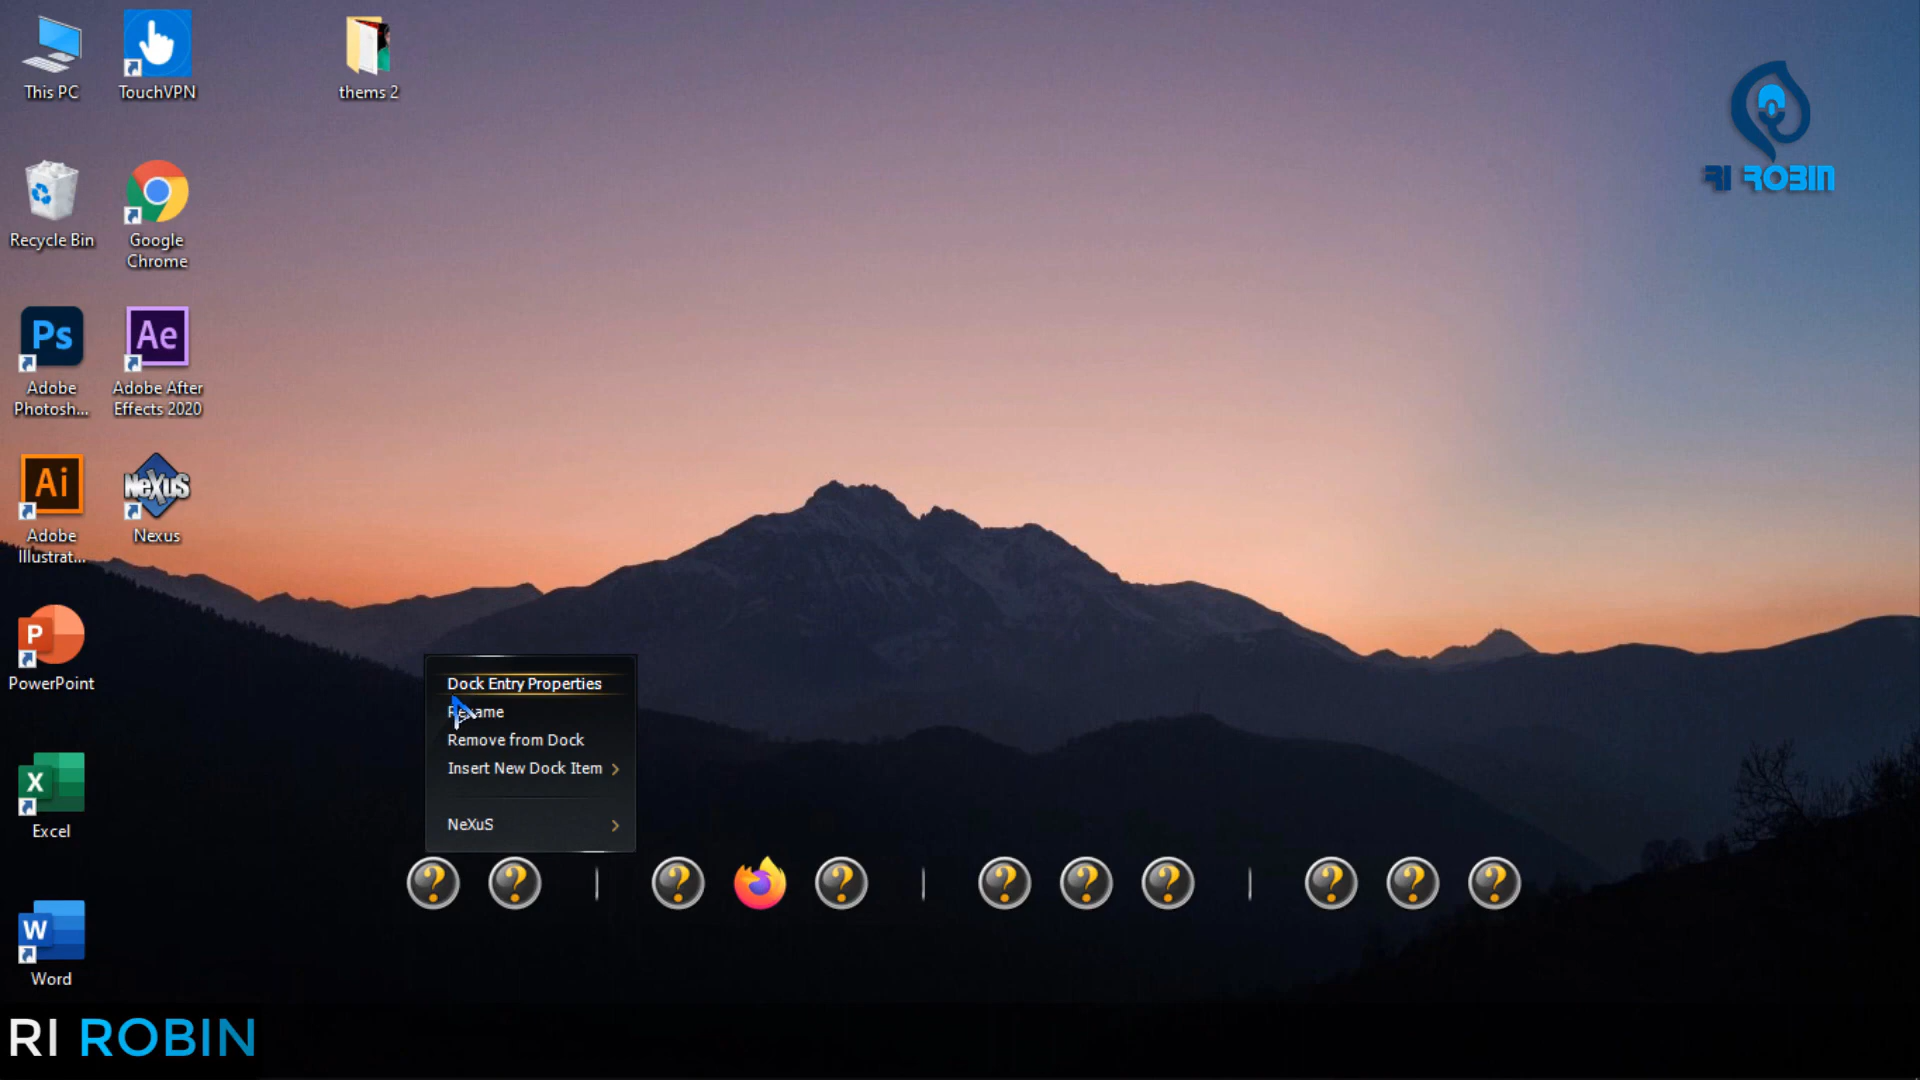 This PC
TouchVPN
thems 2
RI ROBIN
Recycle Bin
Google
Chrome
Ps
Ae
Adobe
Photosh...
Adobe After
Effects 2020
Ai
NeXuS
Adobe
Illustrat...
Nexus
P
PowerPoint
Dock Entry Properties
Rename
Remove from Dock
Insert New Dock Item
NeXuS
X
Excel
? ? ? ? ? ? ? ? ? ?
W
Word
RI ROBIN